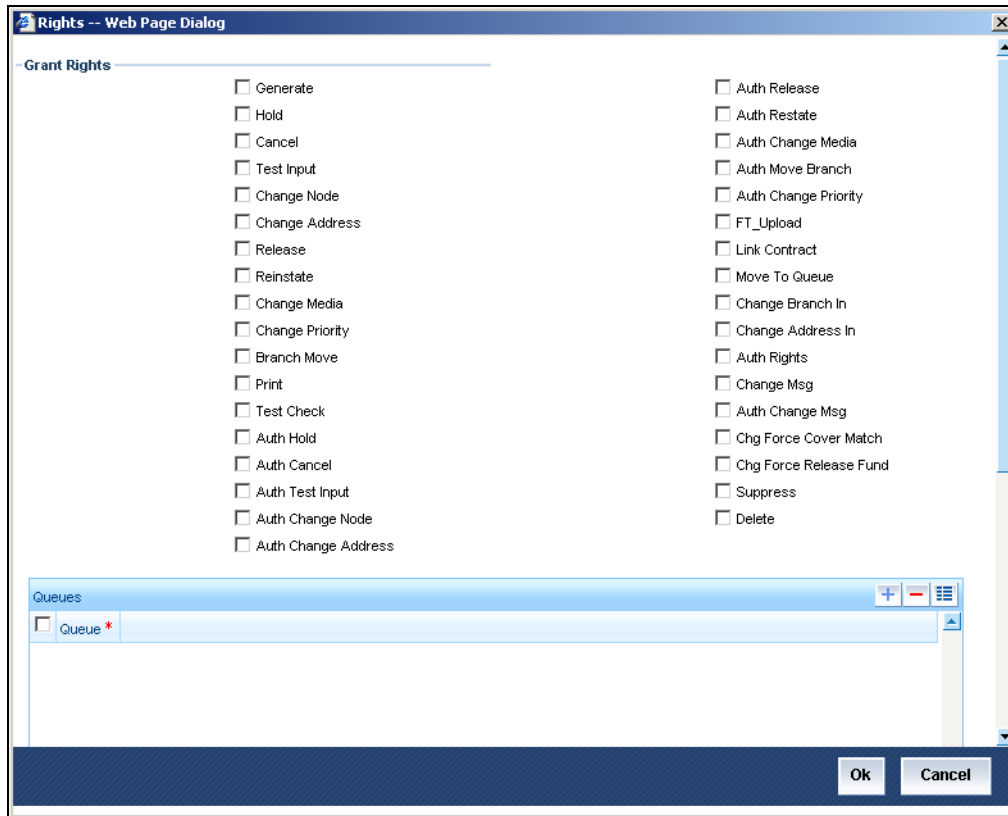 Rights -- Web Page Dialog
Grant Rights
Generate
Hold
Cancel
Test Input
Change Node
Change Address
Release
Reinstate
Change Media
Change Priority
Branch Move
Print
Test Check
Auth Hold
Auth Cancel
Auth Test Input
Auth Change Node
Auth Change Address
Auth Release
Auth Restate
Auth Change Media
Auth Move Branch
Auth Change Priority
FT_Upload
Link Contract
Move To Queue
Change Branch In
Change Address In
Auth Rights
Change Msg
Auth Change Msg
Chg Force Cover Match
Chg Force Release Fund
Suppress
Delete
Queues
Queue *
Ok
Cancel